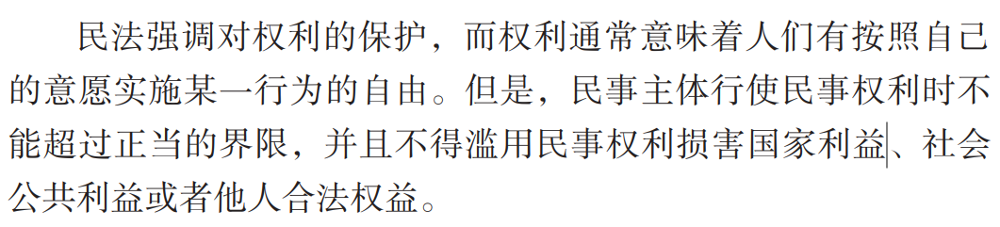 民法强调对权利的保护，而权利通常意味着人们有按照自己
的意愿实施某一行为的自由。但是，民事主体行使民事权利时不
能超过正当的界限，并且不得滥用民事权利损害国家利益、社会
公共利益或者他人合法权益。